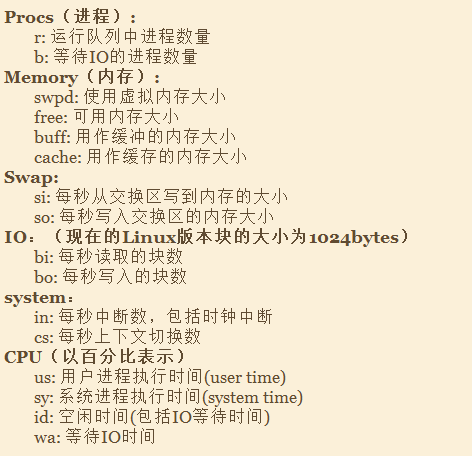 Procs（进程）:
r: 运行队列中进程数量
b: 等待IO的进程数量
Memory（内存）:
swpd: 使用虚拟内存大小
free: 可用内存大小
buff: 用作缓冲的内存大小
cache: 用作缓存的内存大小
Swap:
si: 每秒从交换区写到内存的大小
so: 每秒写入交换区的内存大小
IO：（现在的Linux版本块的大小为1024bytes）
bi: 每秒读取的块数
bo: 每秒写入的块数
system：
in: 每秒中断数，包括时钟中断
cs: 每秒上下文切换数
CPU（以百分比表示）
us: 用户进程执行时间(user time)
sy: 系统进程执行时间(system time)
id: 空闲时间(包括IO等待时间)
wa: 等待IO时间